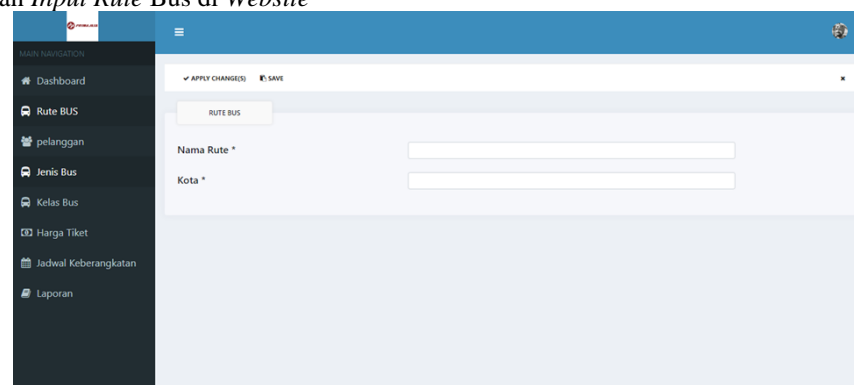 an Input Rute Bus di Website
MAIN NAVIGATION
Dashboard
Rute BUS
pelanggan
Jenis Bus
Kelas Bus
Harga Tiket
Jadwal Keberangkatan
Laporan
APPLY CHANGE(S) SAVE
RUTE BUS
Nama Rute *
Kota *